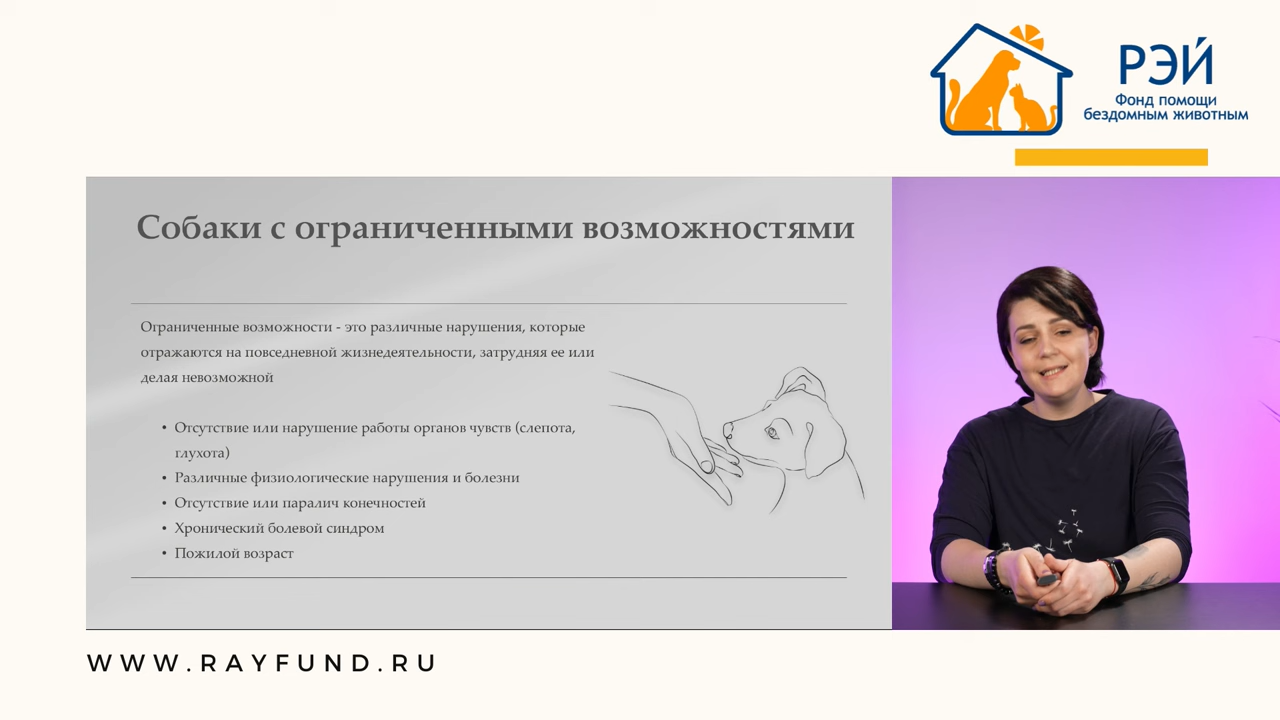 РЭЙ
Фонд помощи
бездомным животным
Собаки с ограниченными возможностями
Ограниченные возможности - это различные нарушения, которые
отражаются на повседневной жизнедеятельности, затрудняя ее или
делая невозможной
• Отсутствие или нарушение работы органов чувств (слепота,
глухота)
• Различные физиологические нарушения и болезни
• Отсутствие или паралич конечностей
• Хронический болевой синдром
• Пожилой возраст
WWW.RAYFUND.RU